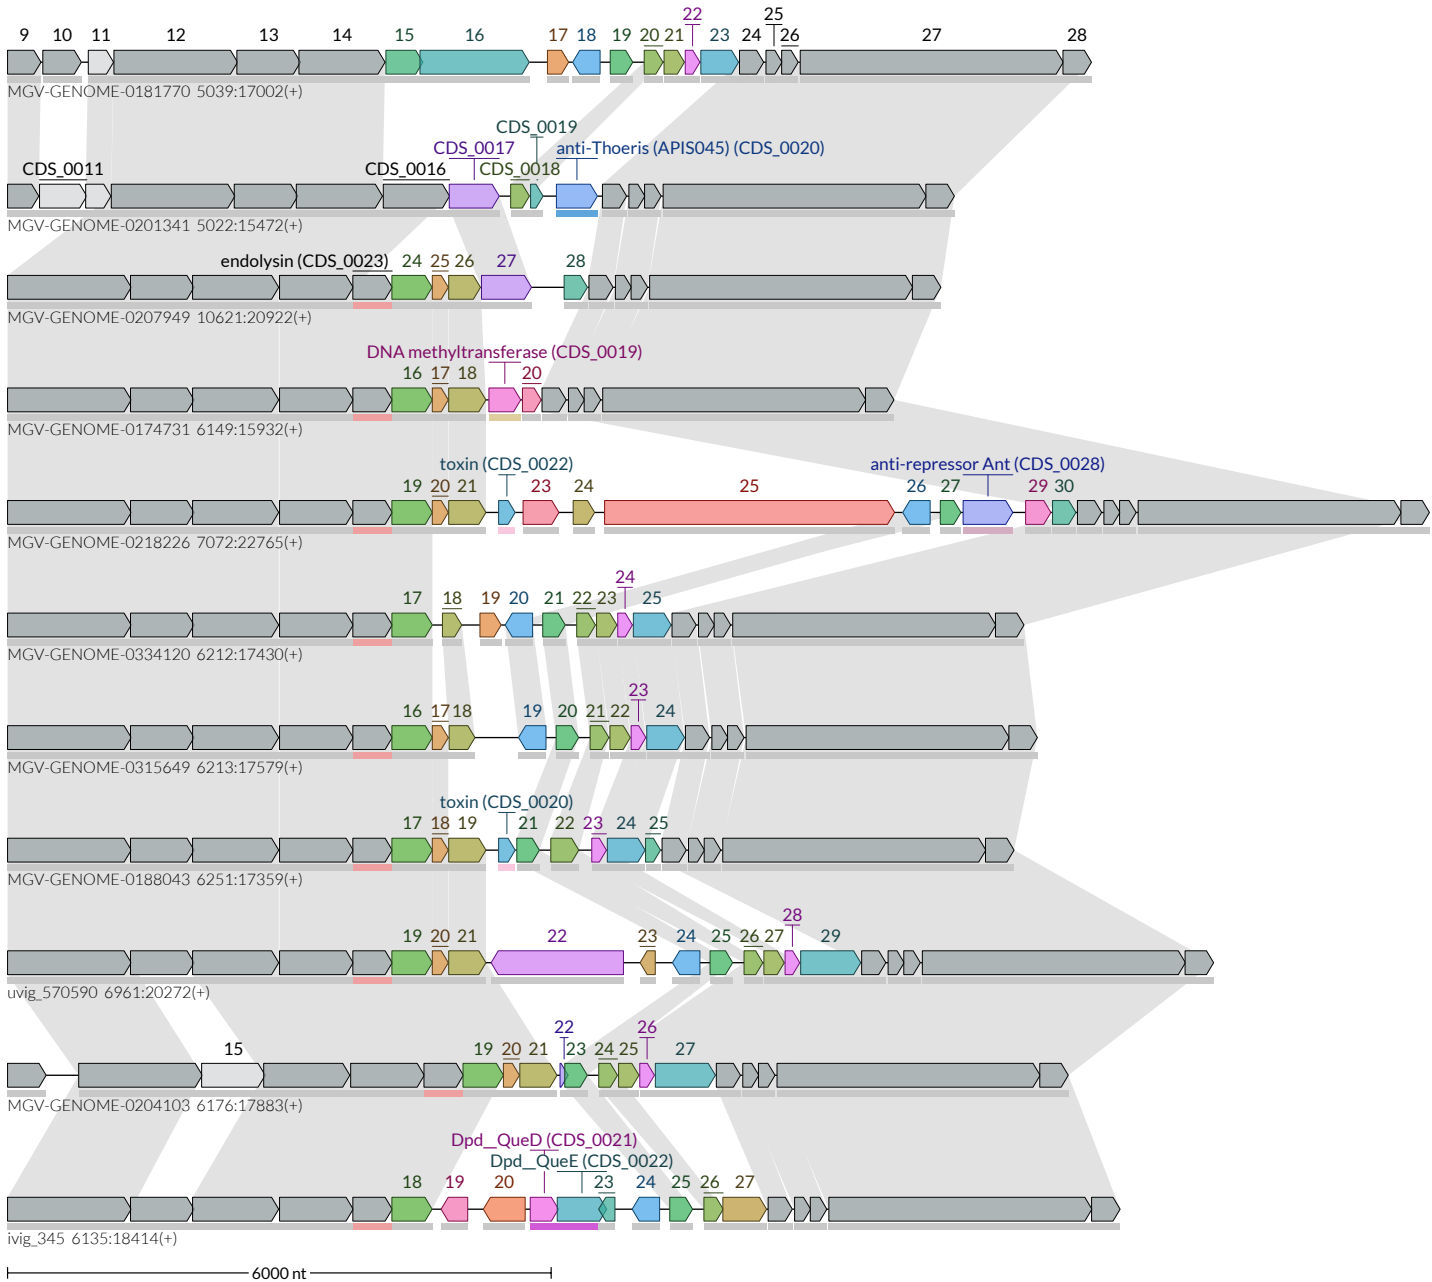 22 25
9 10 11 12 13 14 15 16 17 18 19 20 21 23 24 26 27 28
MGV-GENOME-0181770 5039:17002(+)
CDS_0019
CDS_0017 anti-Thoeris (APIS045) (CDS_0020)
CDS_0011 CDS_0016 CDS_0018
MGV-GENOME-0201341 5022:15472(+)
endolysin (CDS_0023) 24 25 26 27 28
MGV-GENOME-0207949 10621:20922(+)
DNA methyltransferase (CDS_0019)
16 17 18 20
MGV-GENOME-0174731 6149:15932(+)
toxin (CDS_0022) anti-repressor Ant (CDS_0028)
19 20 21 23 24 25 26 27 29 30
MGV-GENOME-0218226 7072:22765(+)
24
17 18 19 20 21 22 23 25
MGV-GENOME-0334120 6212:17430(+)
23
16 17 18 19 20 21 22 24
MGV-GENOME-0315649 6213:17579(+)
toxin (CDS_0020)
17 18 19 21 22 23 24 25
MGV-GENOME-0188043 6251:17359(+)
28
19 20 21 22 23 24 25 26 27 29
uvig_570590 6961:20272(+)
22 26
15 19 20 21 23 24 25 27
MGV-GENOME-0204103 6176:17883(+)
Dpd__QueD (CDS_0021)
Dpd__QueE (CDS_0022)
18 19 20 23 24 25 26 27
ivig_345 6135:18414(+)
6000 nt